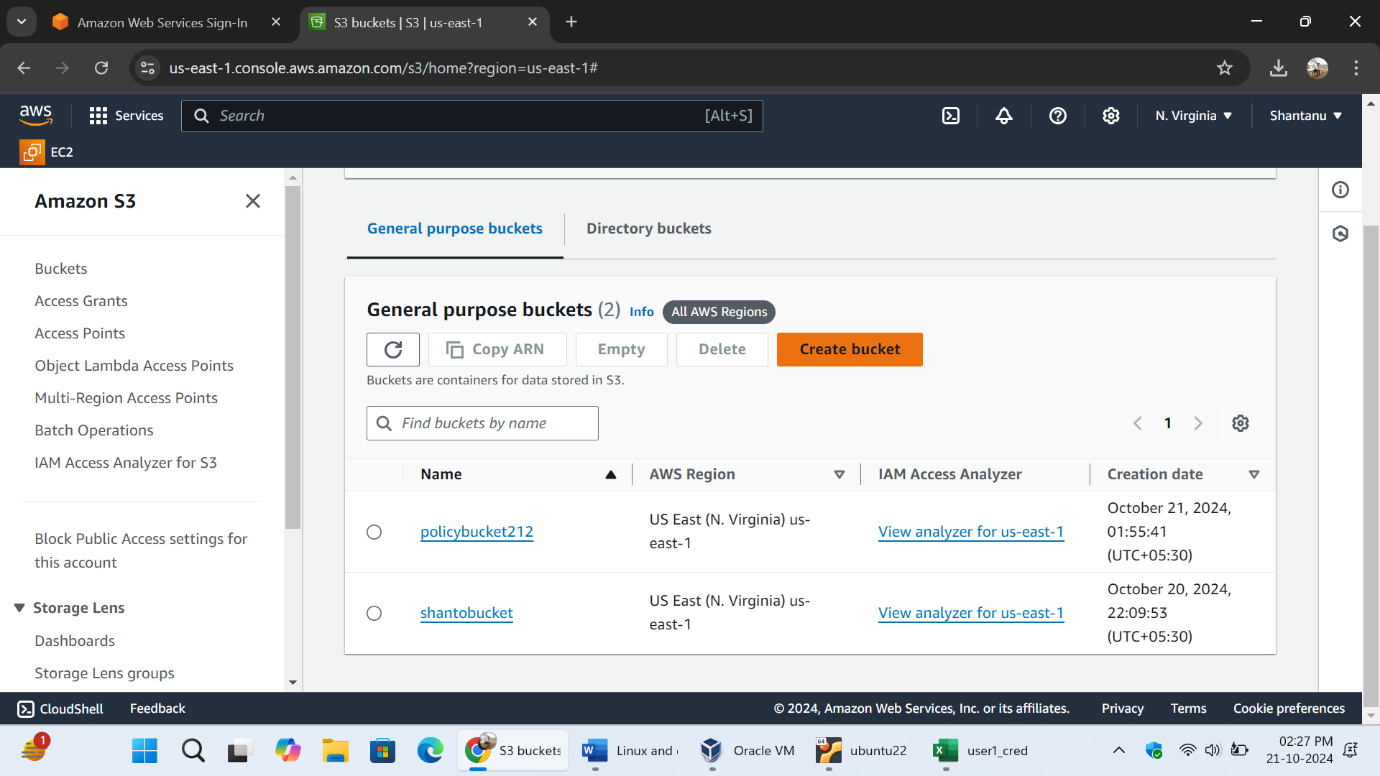 Amazon Web Services Sign-In
S3 buckets | S3 | us-east-1
us-east-1.console.aws.amazon.com/s3/home?region=us-east-1#
aws
Services
Search
[Alt+S]
N. Virginia
Shantanu
EC2
Amazon S3
Buckets
Access Grants
Access Points
Object Lambda Access Points
Multi-Region Access Points
Batch Operations
IAM Access Analyzer for S3
Block Public Access settings for
this account
Storage Lens
Dashboards
Storage Lens groups
General purpose buckets
Directory buckets
General purpose buckets (2) Info All AWS Regions
Copy ARN
Empty
Delete
Create bucket
Buckets are containers for data stored in S3.
Find buckets by name
1
Name
AWS Region
IAM Access Analyzer
Creation date
policybucket212
US East (N. Virginia) us-
east-1
View analyzer for us-east-1
October 21, 2024,
01:55:41
(UTC+05:30)
shantobucket
US East (N. Virginia) us-
east-1
View analyzer for us-east-1
October 20, 2024,
22:09:53
(UTC+05:30)
CloudShell
Feedback
© 2024, Amazon Web Services, Inc. or its affiliates.
Privacy
Terms
Cookie preferences
1
S3 buckets
Linux and
Oracle VM
ubuntu22
user1_cred
02:27 PM
21-10-2024